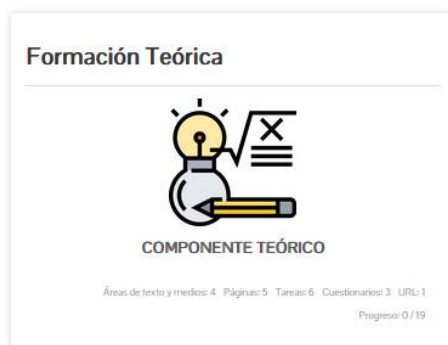 Formación Teórica
COMPONENTE TEÓRICO
Áreas de texto y medios: 4 Páginas: 5 Tareas: 6 Cuestionarios: 3 URL: 1
Progreso: 0 / 19